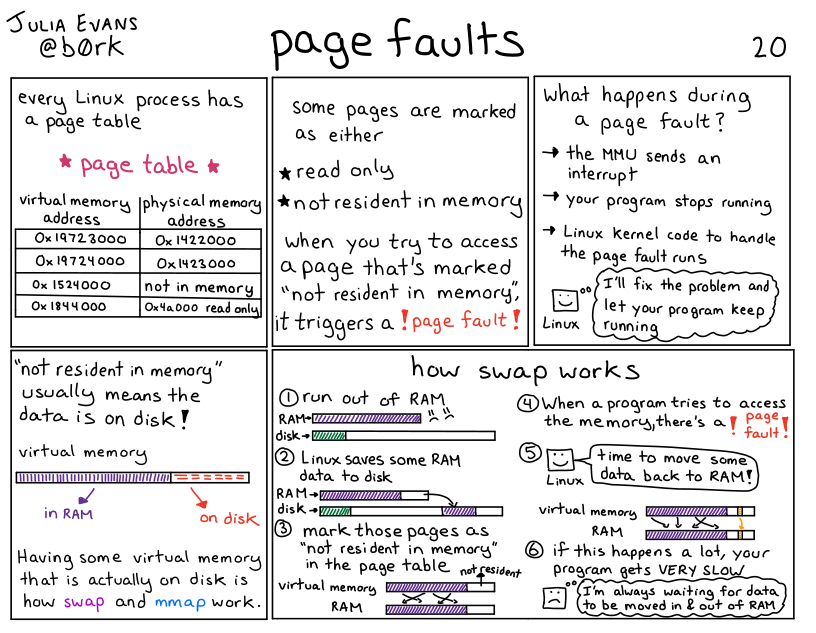 JULIA EVANS
@bØrk
page faults
20
every Linux process has
a page table
★ page table ★
virtual memory address
physical memory address
0x19723000 0x1422000
0x19724000 0x1423000
0x1524000 not in memory
0x1844000 0x4a000 read only
some pages are marked
as either
★ read only
★ not resident in memory
when you try to access
a page that's marked
"not resident in memory",
it triggers a ! page fault !
what happens during
a page fault?
→ the MMU sends an
interrupt
→ your program stops running
→ Linux kernel code to handle
the page fault runs
I'll fix the problem and
let your program keep
running
Linux
"not resident in memory"
usually means the
data is on disk!
virtual memory
in RAM
on disk
Having some virtual memory
that is actually on disk is
how swap and mmap work.
how swap works
① run out of RAM
RAM→
disk→
② Linux saves some RAM
data to disk
RAM→
disk→
③ mark those pages as
"not resident in memory"
in the page table
not resident
virtual memory
RAM
④ When a program tries to access
the memory, there's a ! page fault !
⑤ time to move some
data back to RAM!
Linux
virtual memory
RAM
⑥ if this happens a lot, your
program gets VERY SLOW
I'm always waiting for data
to be moved in & out of RAM